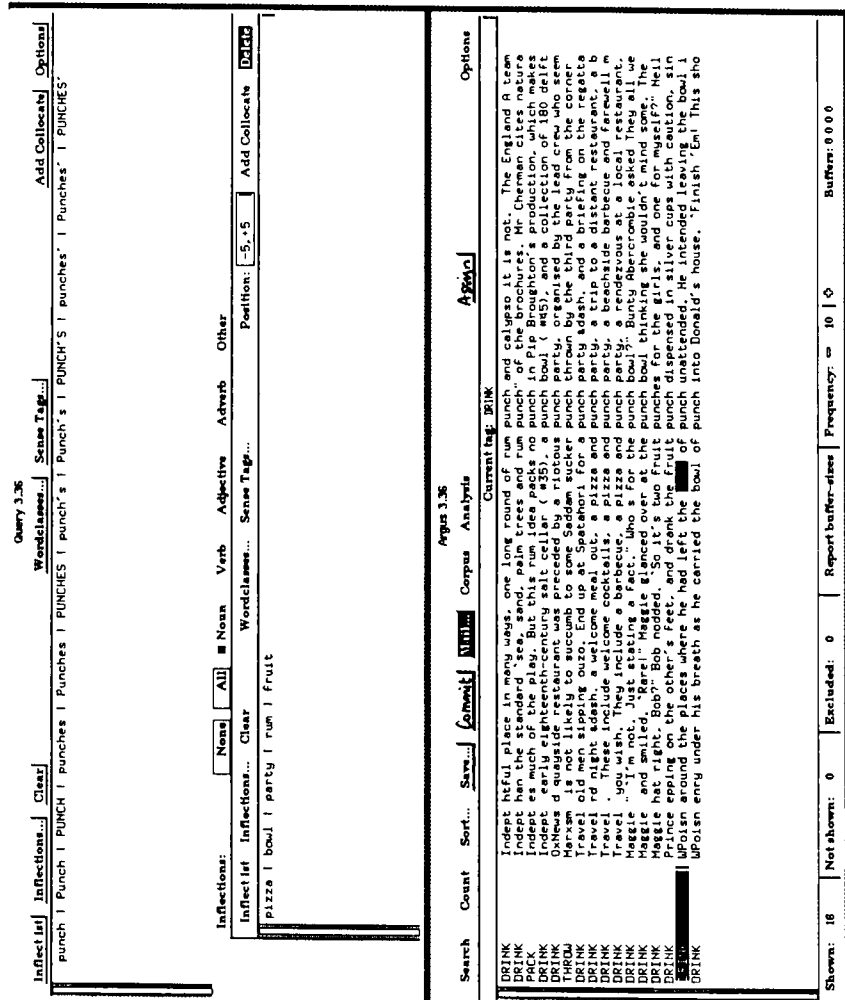 Query 3.36
Inflect 1st Inflections... Clear Wordclasses... Sense Tags... Add Collocate Options
punch | Punch | PUNCH | punches | Punches | PUNCHES | punch's | Punch's | PUNCH'S | punches' | Punches' | PUNCHES'
Inflections: None All Noun Verb Adjective Adverb Other
Inflect 1st Inflections... Clear Wordclasses... Sense Tags... Position: -5,+5 Add Collocate Delete
pizza | bowl | party | rum | fruit
Argus 3.36
Search Count Sort... Save... Commit Mail... Corpus Analysis Assign Options
Current tag: DRINK
DRINK Indept htful place in many ways, one long round of rum punch and calypso it is not. The England A team
DRINK Indept han the standard `sea, sand, palm trees and rum punch" of the brochures. Mr Cherman cites natura
PACK Indept es much of the play. But this rum idea packs no punch in Pip Broughton's production, which makes
DRINK Indept early eighteenth-century salt cellar ( #35), a punch bowl ( ##45), and a collection of 180 delft
DRINK OxNews d quayside restaurant was preceded by a riotous punch party, organised by the lead crew who seem
THROW Marxsm is not likely to succumb to some Saddam sucker punch thrown by the third party from the corner
DRINK Travel old men sipping ouzo. End up at Spatahori for a punch party &dash. and a briefing on the regatta
DRINK Travel rd night &dash. a welcome meal out, a pizza and punch party, a trip to a distant restaurant, a b
DRINK Travel . These include welcome cocktails, a pizza and punch party, a beachside barbecue and farewell m
DRINK Travel you wish. They include a barbecue, a pizza and punch party, a rendezvous at a local restaurant,
DRINK Maggie "`I'm not. Just stating a fact." `Who s for the punch bowl?" Bunty Abercrombie asked They all we
DRINK Maggie and smiled. `Rare!" Maggie glanced over at the punch bowl thinking she wouldn't mind some. The
DRINK Maggie hat right, Bob?" Bob nodded. `So it's two fruit punches for the girls, and one for myself?" Neil
DRINK Prince epping on the other's feet, and drank the fruit punch dispensed in silver cups with caution, sin
WPoisn around the places where he had left the of punch unattended. He intended leaving the bowl i
DRINK WPoisn enry under his breath as he carried the bowl of punch into Donald's house. `Finish 'Em! This sho
Shown: 16 Not shown: 0 Excluded: 0 Report buffer-sizes Frequency: 10 Buffers: 0 0 0 0